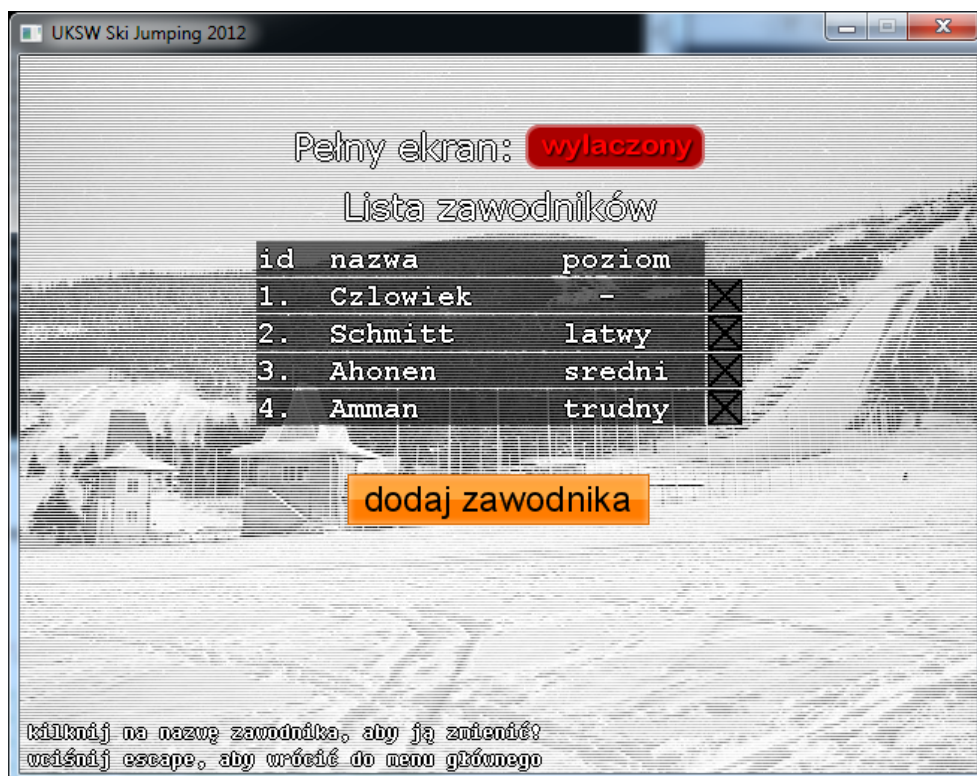 UKSW Ski Jumping 2012
Pełny ekran: wylaczony
Lista zawodników
id nazwa poziom
1. Czlowiek -
2. Schmitt latwy
3. Ahonen sredni
4. Amman trudny
dodaj zawodnika
kilknij na nazwę zawodnika, aby ją zmienić!
wciśnij escape, aby wrócić do menu głównego